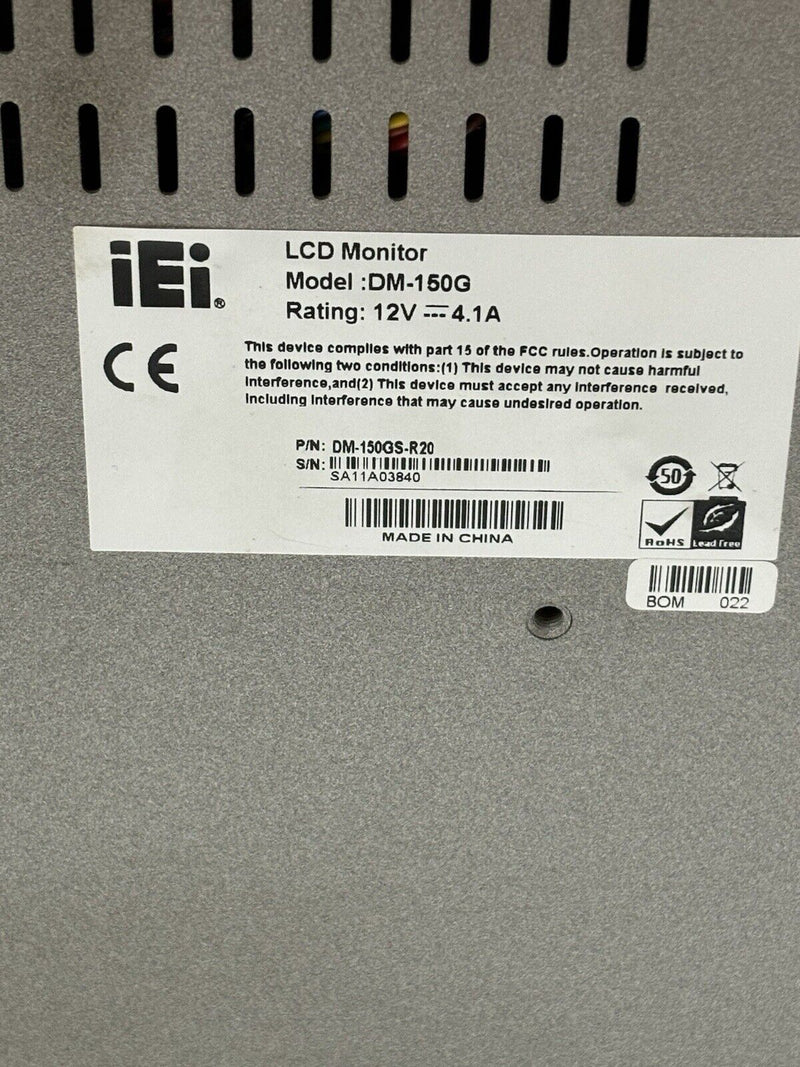 iEi®
LCD Monitor
Model :DM-150G
Rating: 12V ⎓ 4.1A
CE
This device complies with part 15 of the FCC rules.Operation is subject to
the following two conditions:(1) This device may not cause harmful
interference,and(2) This device must accept any interference received,
including interference that may cause undesired operation.
P/N: DM-150GS-R20
S/N:
SA11A03840
MADE IN CHINA
50
RoHS Lead Free
BOM 022